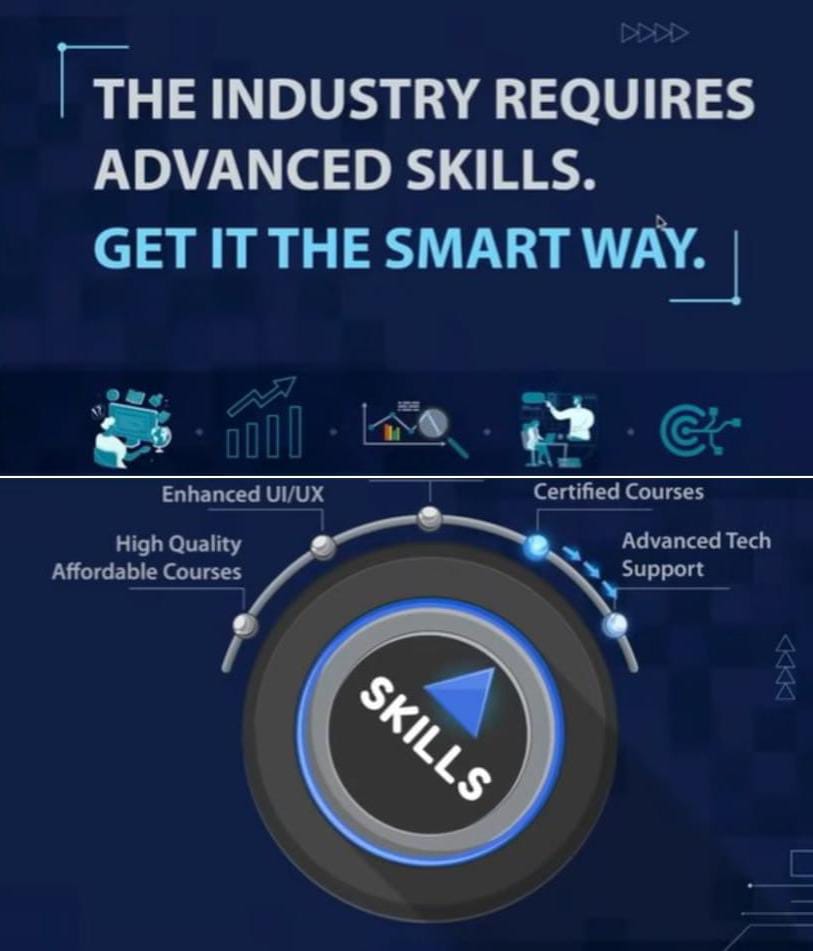 THE INDUSTRY REQUIRES
ADVANCED SKILLS.
GET IT THE SMART WAY.
Enhanced UI/UX
Certified Courses
High Quality
Affordable Courses
Advanced Tech
Support
SKILLS